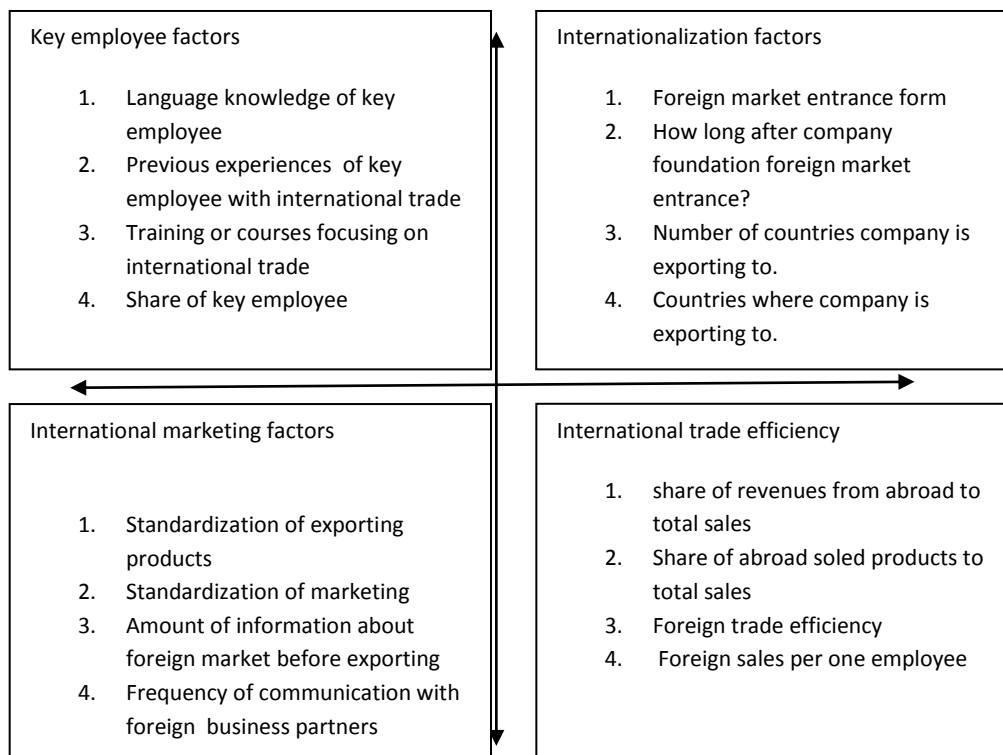 Key employee factors
1. Language knowledge of key
employee
2. Previous experiences of key
employee with international trade
3. Training or courses focusing on
international trade
4. Share of key employee
Internationalization factors
1. Foreign market entrance form
2. How long after company
foundation foreign market
entrance?
3. Number of countries company is
exporting to.
4. Countries where company is
exporting to.
International marketing factors
1. Standardization of exporting
products
2. Standardization of marketing
3. Amount of information about
foreign market before exporting
4. Frequency of communication with
foreign business partners
International trade efficiency
1. share of revenues from abroad to
total sales
2. Share of abroad soled products to
total sales
3. Foreign trade efficiency
4. Foreign sales per one employee